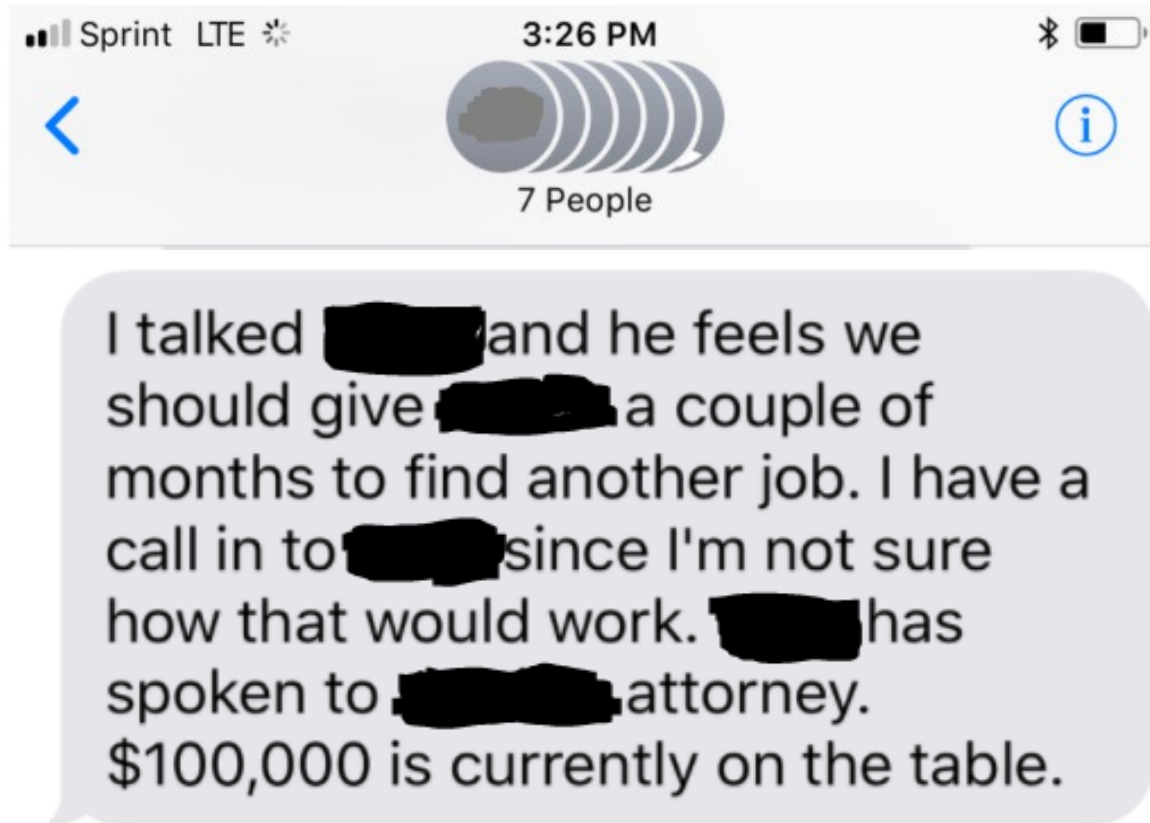 Sprint LTE 3:26 PM
i
7 People
I talked and he feels we
should give a couple of
months to find another job. I have a
call in to since I'm not sure
how that would work. has
spoken to attorney.
$100,000 is currently on the table.